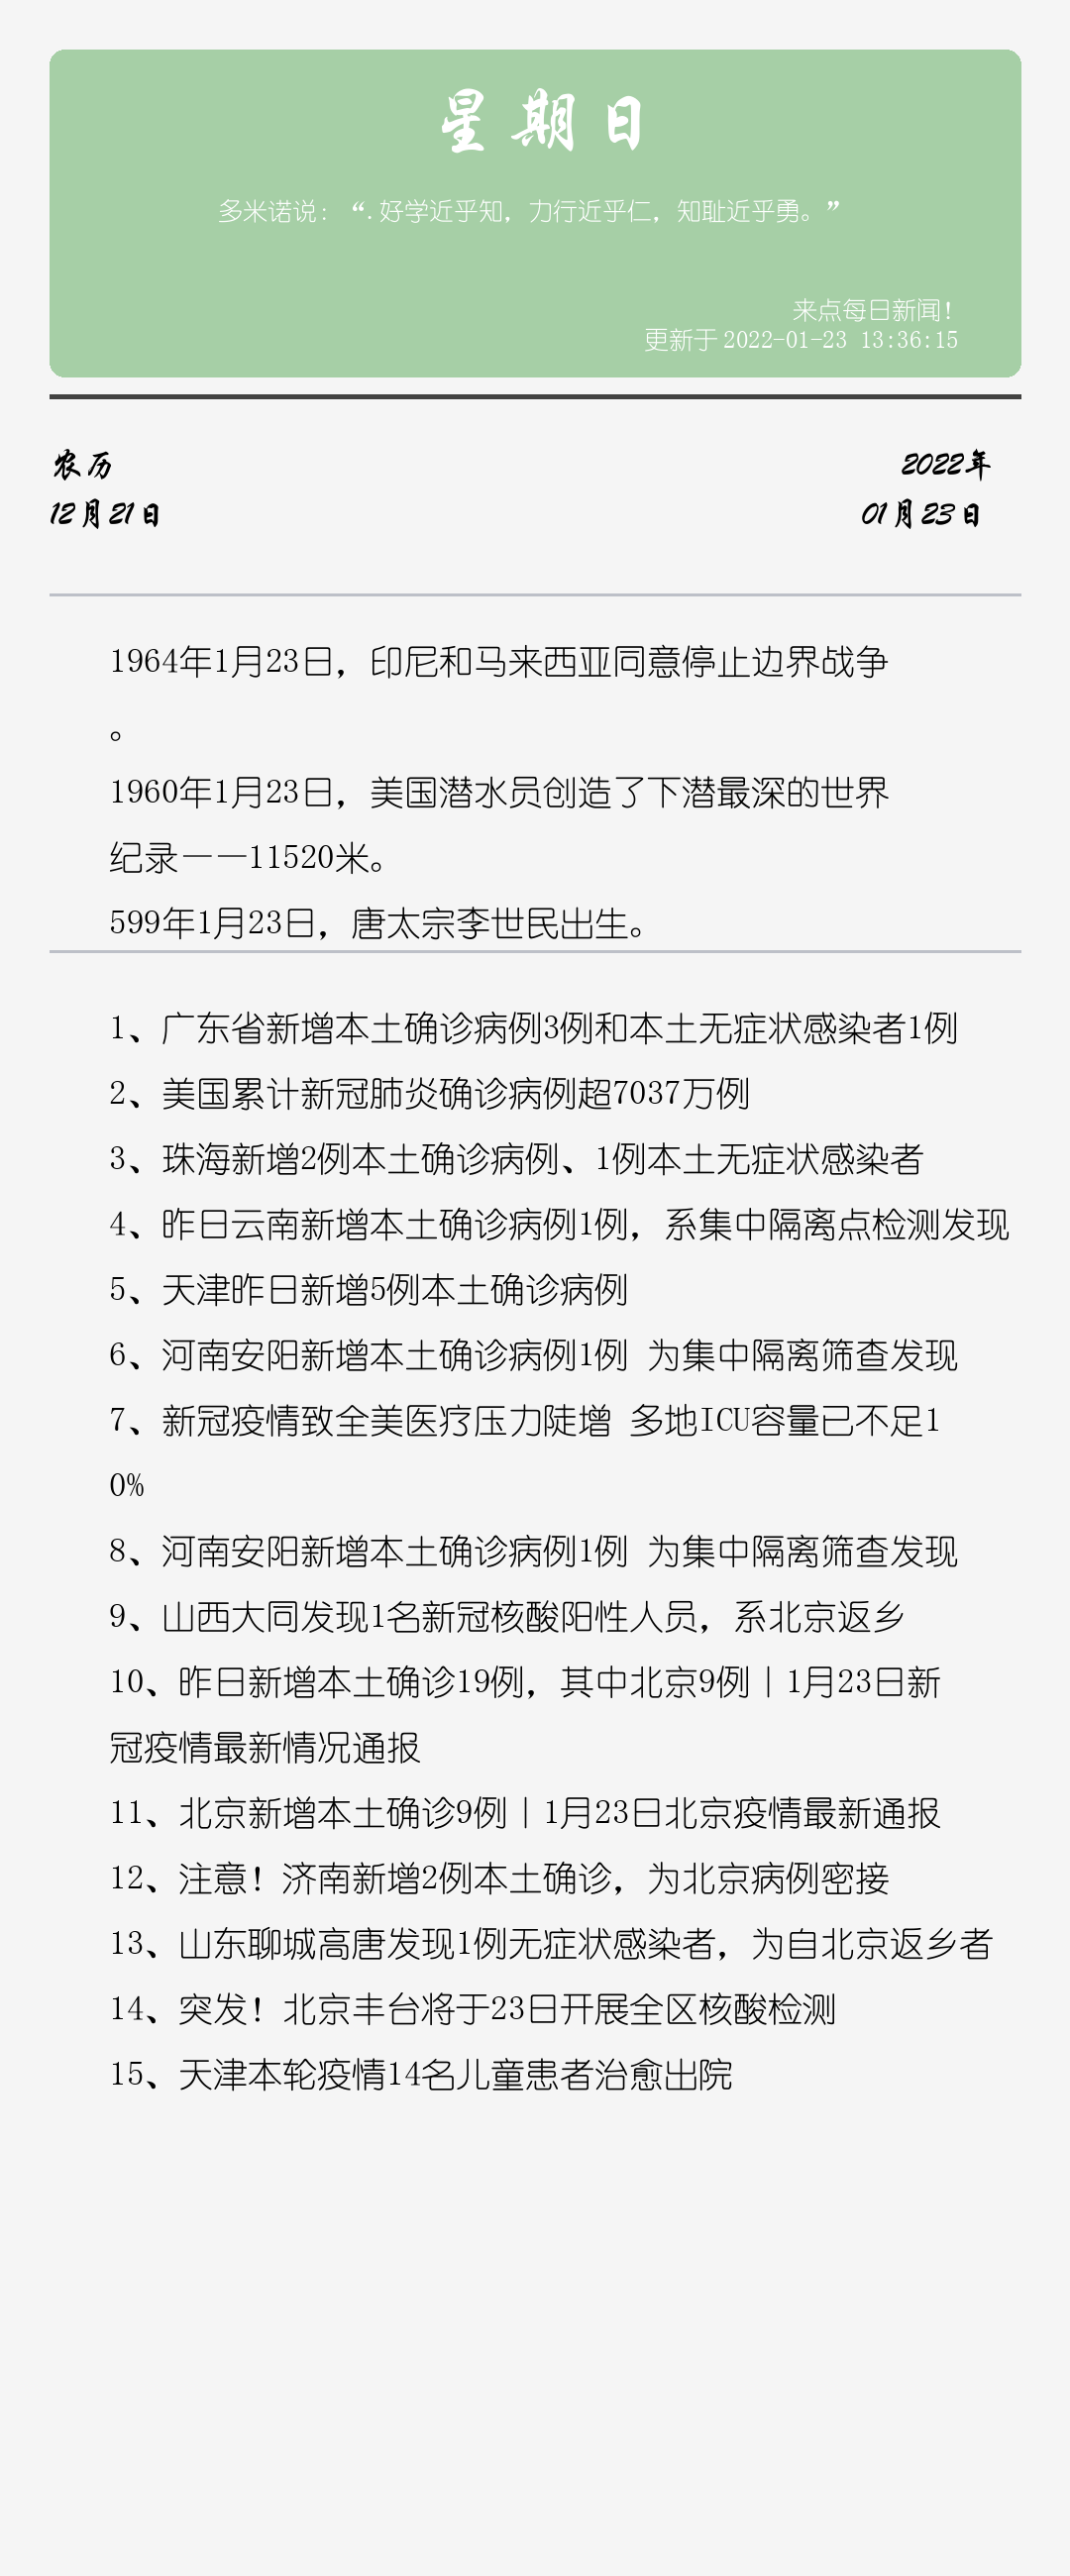 星期日
多米诺说：“.好学近乎知，力行近乎仁，知耻近乎勇。”
来点每日新闻！
更新于2022-01-23 13:36:15
农历
2022年
12月21日
01月23日
1964年1月23日，印尼和马来西亚同意停止边界战争
。
1960年1月23日，美国潜水员创造了下潜最深的世界
纪录——11520米。
599年1月23日，唐太宗李世民出生。
1、广东省新增本土确诊病例3例和本土无症状感染者1例
2、美国累计新冠肺炎确诊病例超7037万例
3、珠海新增2例本土确诊病例、1例本土无症状感染者
4、昨日云南新增本土确诊病例1例，系集中隔离点检测发现
5、天津昨日新增5例本土确诊病例
6、河南安阳新增本土确诊病例1例 为集中隔离筛查发现
7、新冠疫情致全美医疗压力陡增 多地ICU容量已不足1
0%
8、河南安阳新增本土确诊病例1例 为集中隔离筛查发现
9、山西大同发现1名新冠核酸阳性人员，系北京返乡
10、昨日新增本土确诊19例，其中北京9例丨1月23日新
冠疫情最新情况通报
11、北京新增本土确诊9例丨1月23日北京疫情最新通报
12、注意！济南新增2例本土确诊，为北京病例密接
13、山东聊城高唐发现1例无症状感染者，为自北京返乡者
14、突发！北京丰台将于23日开展全区核酸检测
15、天津本轮疫情14名儿童患者治愈出院